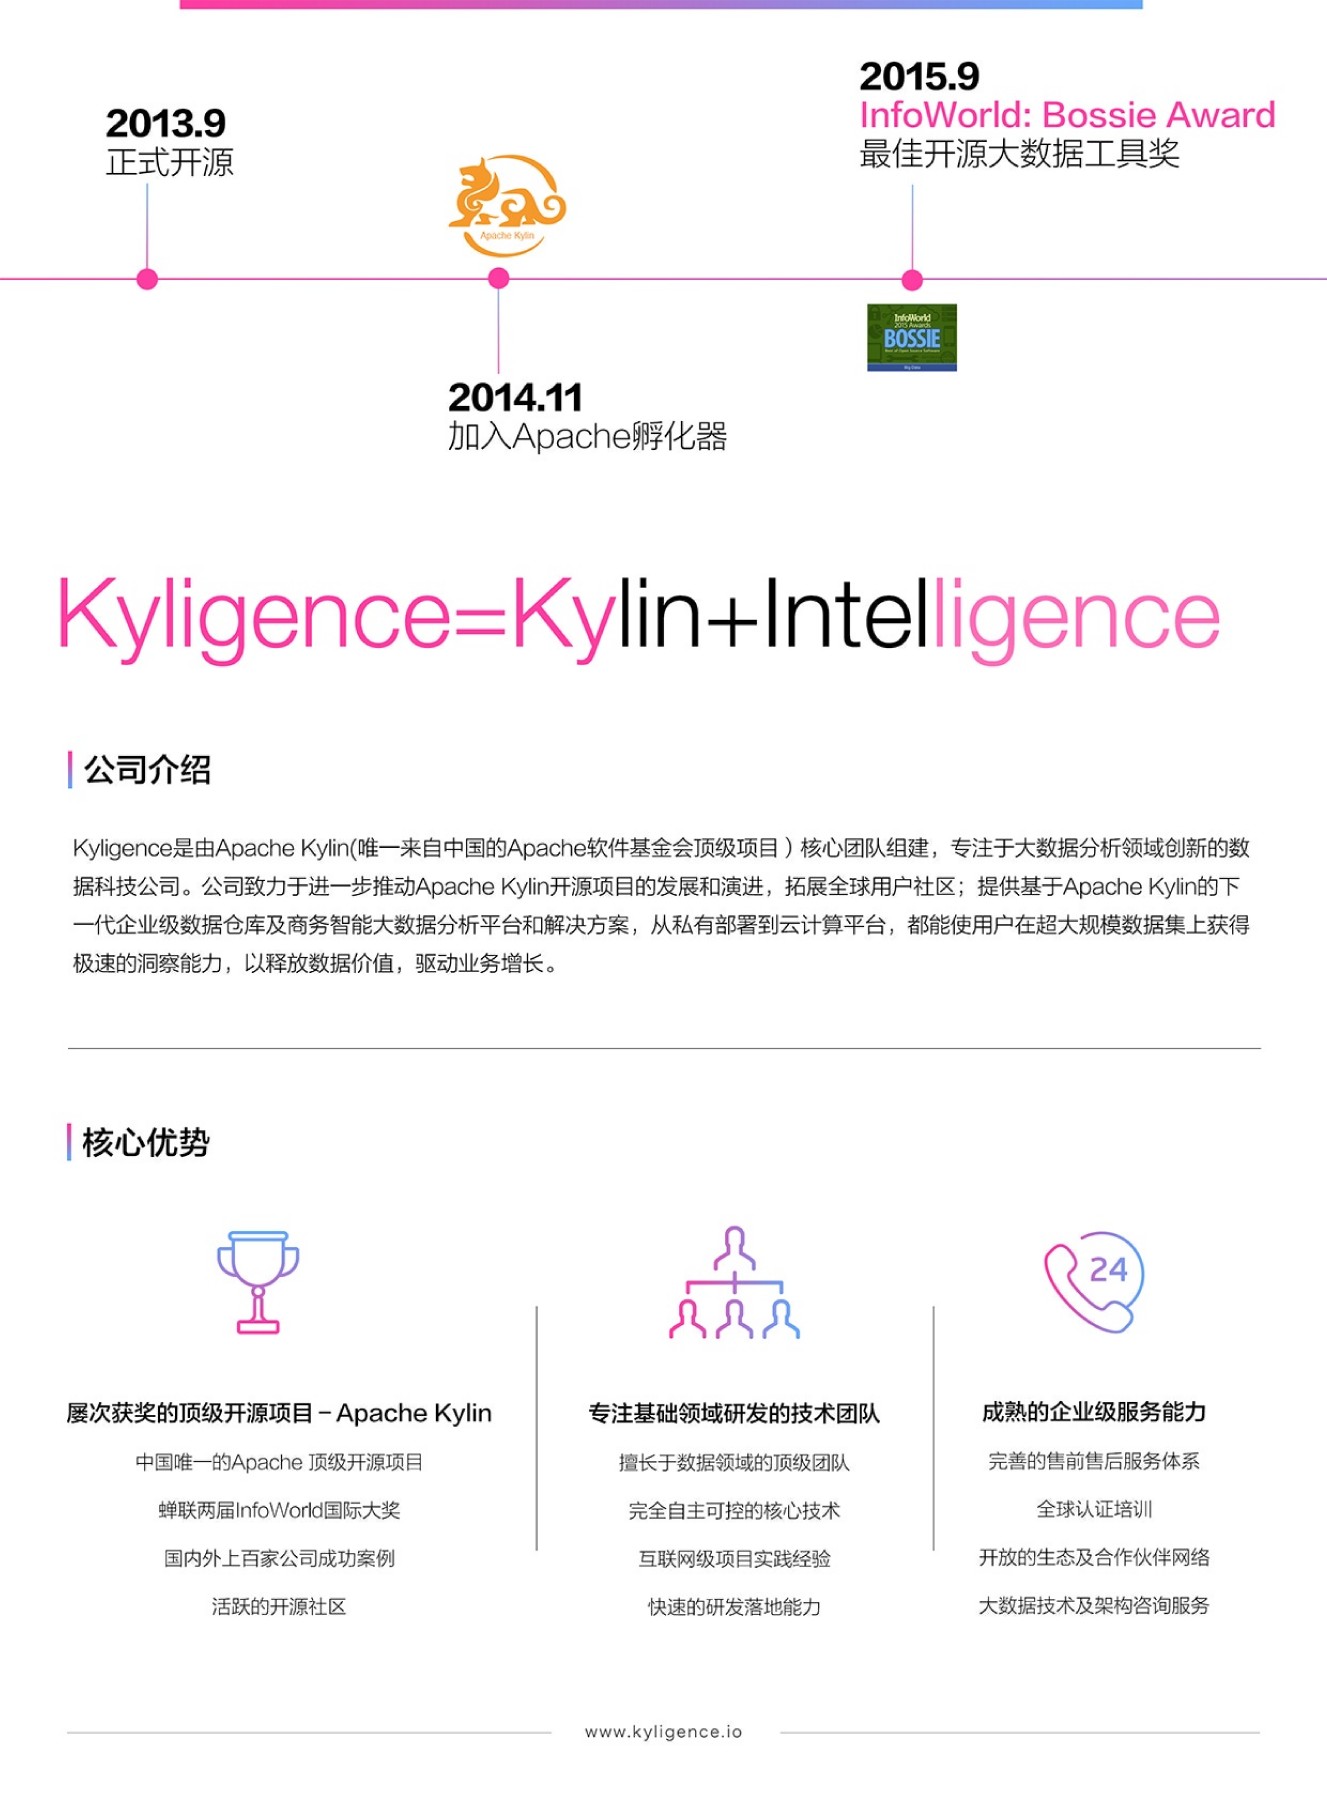 2013.9
正式开源
Apache Kylin
2015.9
InfoWorld: Bossie Award
最佳开源大数据工具奖
InfoWorld
2015 Awards
BOSSIE
Best of Open Source Software
Big Data
2014.11
加入Apache孵化器
Kyligence=Kylin+Intelligence
公司介绍
Kyligence是由Apache Kylin(唯一来自中国的Apache软件基金会顶级项目）核心团队组建，专注于大数据分析领域创新的数
据科技公司。公司致力于进一步推动Apache Kylin开源项目的发展和演进，拓展全球用户社区；提供基于Apache Kylin的下
一代企业级数据仓库及商务智能大数据分析平台和解决方案，从私有部署到云计算平台，都能使用户在超大规模数据集上获得
极速的洞察能力，以释放数据价值，驱动业务增长。
核心优势
24
屡次获奖的顶级开源项目－Apache Kylin
中国唯一的Apache 顶级开源项目
蝉联两届InfoWorld国际大奖
国内外上百家公司成功案例
活跃的开源社区
专注基础领域研发的技术团队
擅长于数据领域的顶级团队
完全自主可控的核心技术
互联网级项目实践经验
快速的研发落地能力
成熟的企业级服务能力
完善的售前售后服务体系
全球认证培训
开放的生态及合作伙伴网络
大数据技术及架构咨询服务
www.kyligence.io